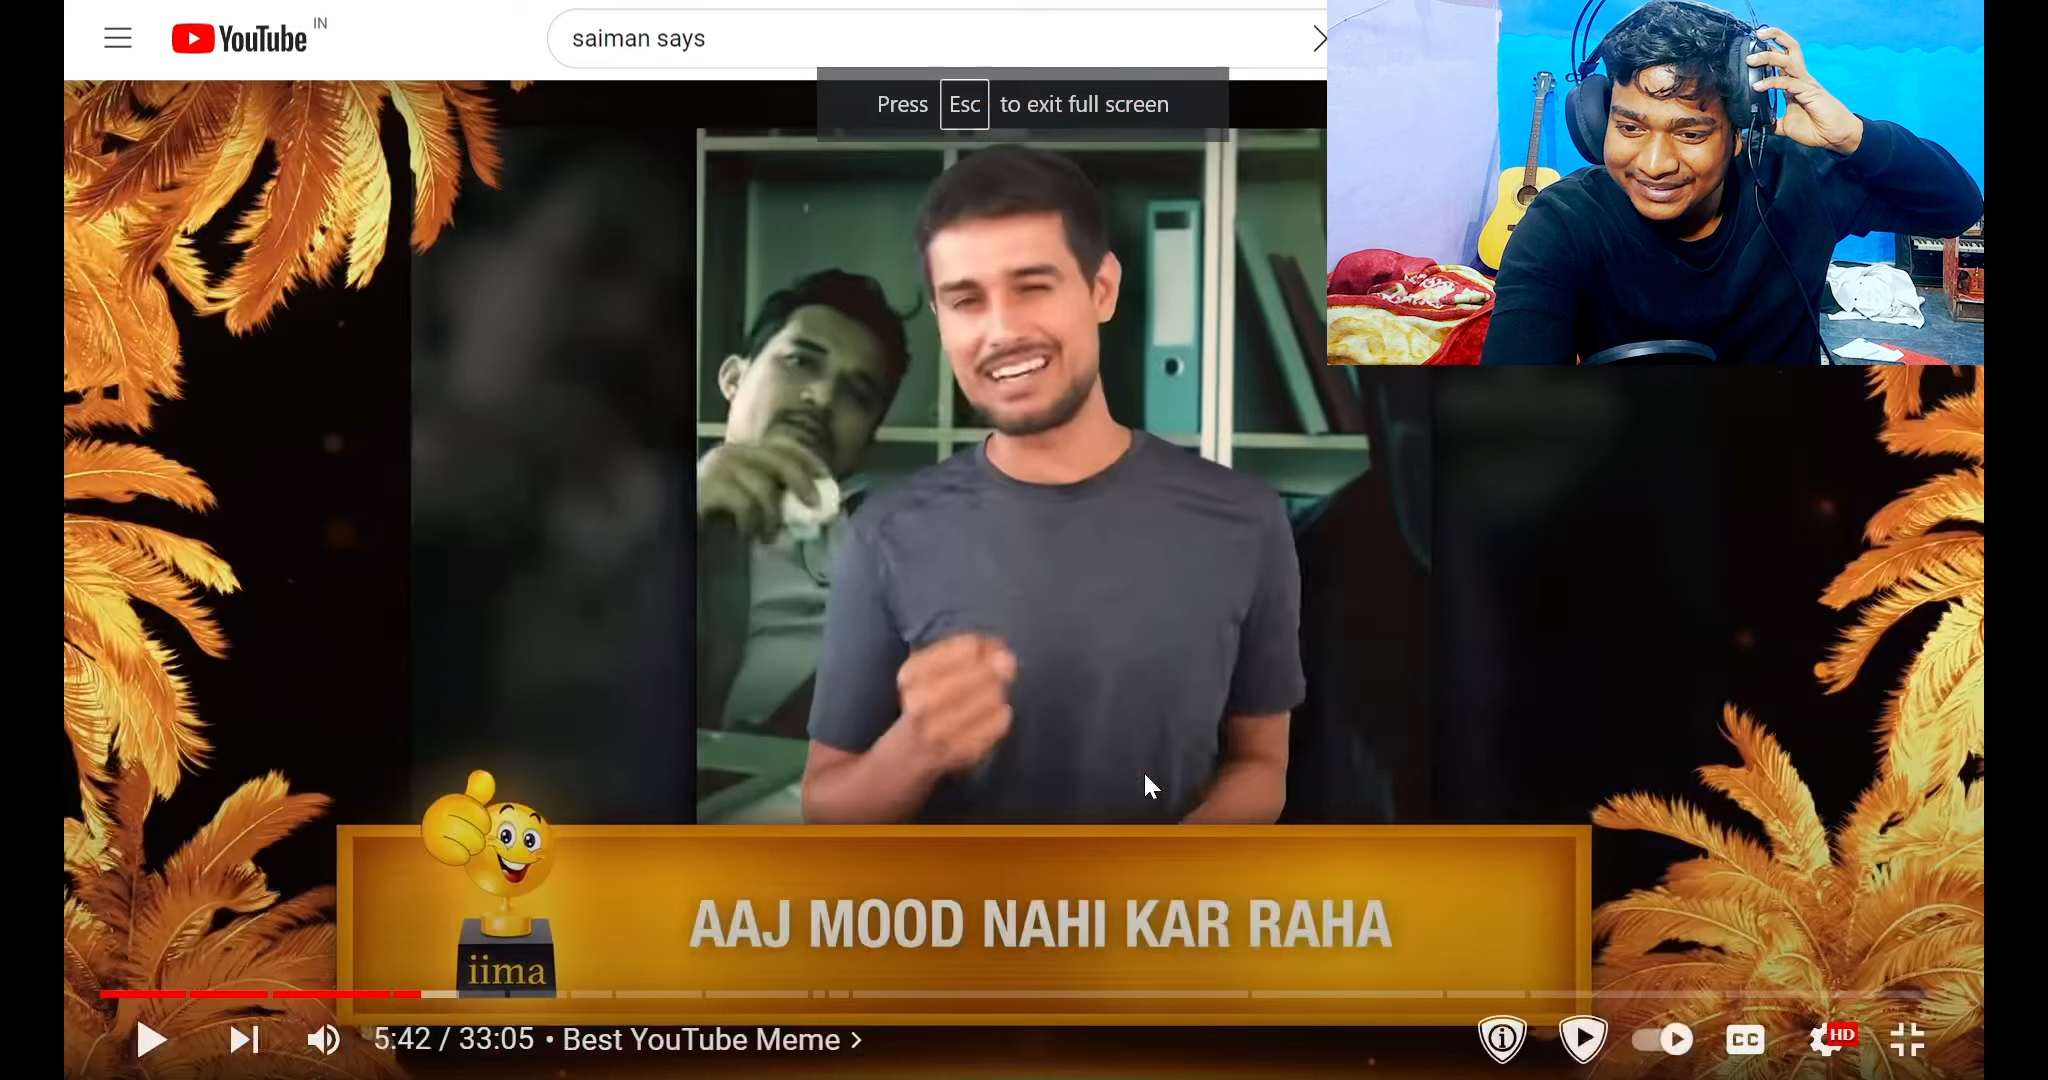 YouTube IN
saiman says
Press Esc to exit full screen
AAJ MOOD NAHI KAR RAHA
iima
5:42 / 33:05 • Best YouTube Meme
CC
HD